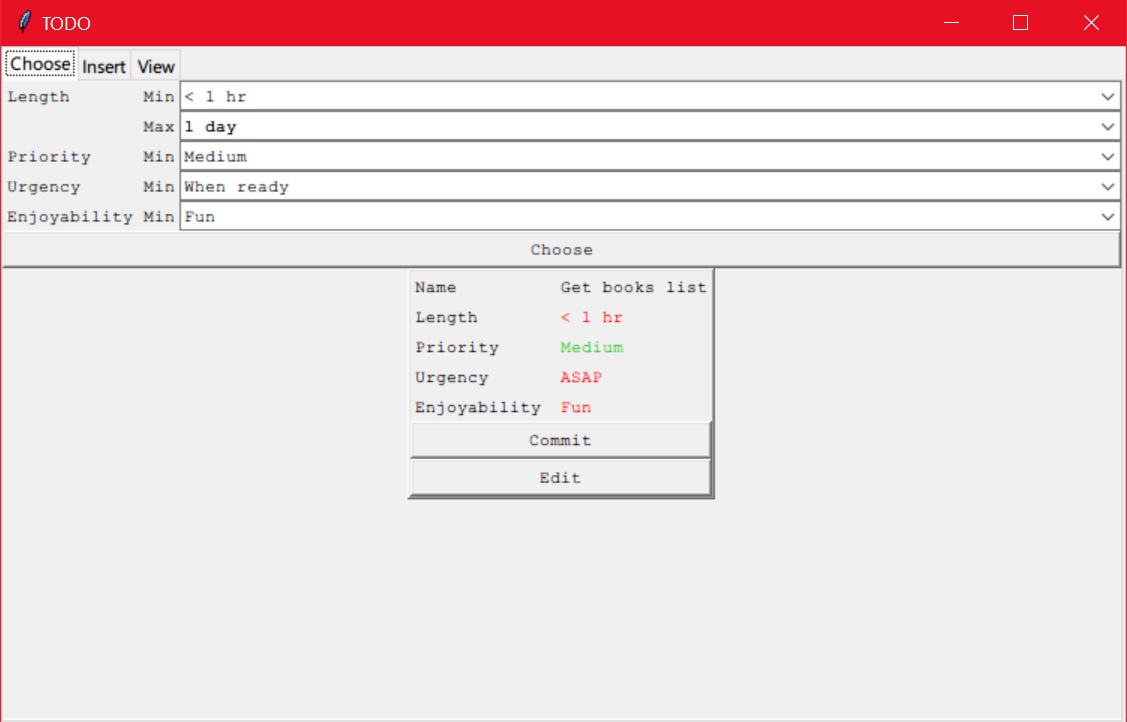 TODO
Choose Insert View
Length Min < 1 hr
Max 1 day
Priority Min Medium
Urgency Min When ready
Enjoyability Min Fun
Choose
Name Get books list
Length < 1 hr
Priority Medium
Urgency ASAP
Enjoyability Fun
Commit
Edit